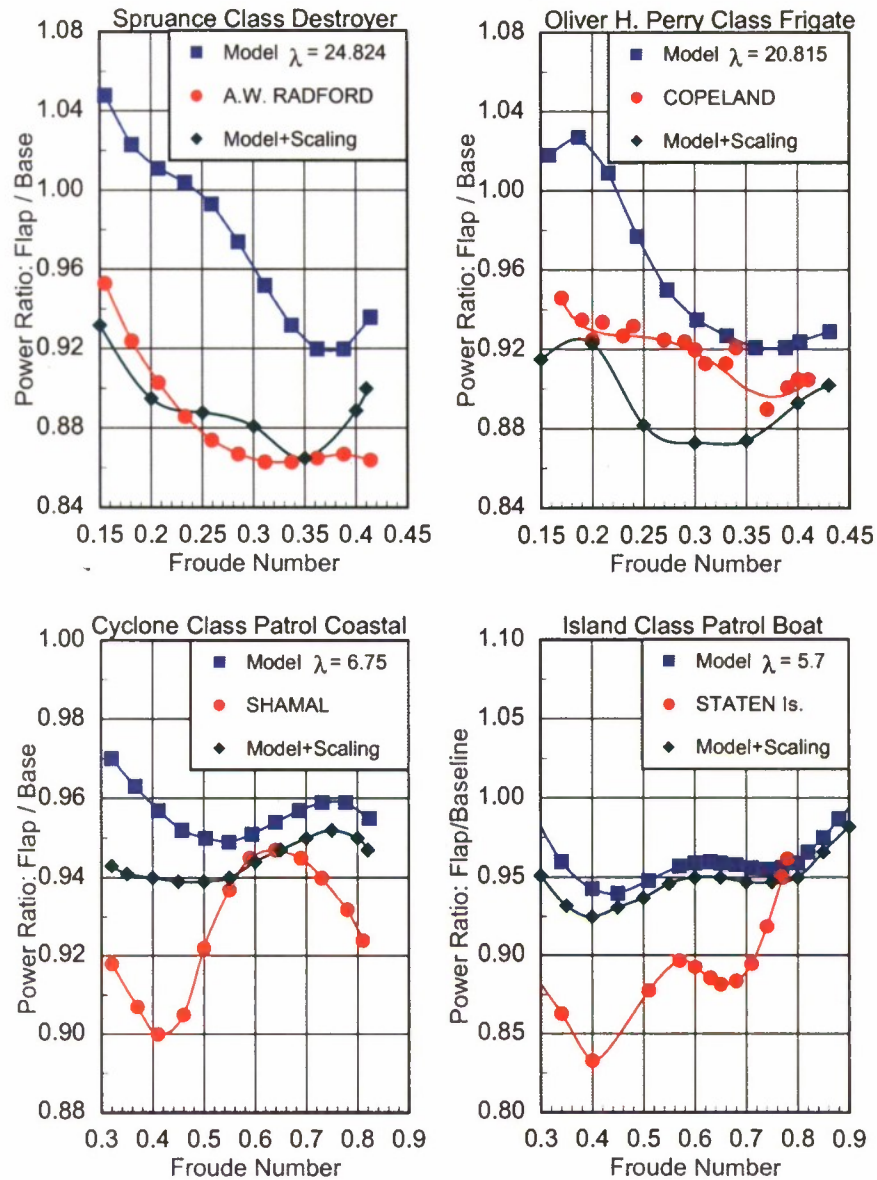 Spruance Class Destroyer
1.08
1.04
1.00
0.96
0.92
0.88
0.84
Power Ratio: Flap / Base
Model λ = 24.824
A.W. RADFORD
Model+Scaling
0.15 0.2 0.25 0.3 0.35 0.4 0.45
Froude Number
Oliver H. Perry Class Frigate
1.08
1.04
1.00
0.96
0.92
0.88
0.84
Power Ratio: Flap / Base
Model λ = 20.815
COPELAND
Model+Scaling
0.15 0.2 0.25 0.3 0.35 0.4 0.45
Froude Number
Cyclone Class Patrol Coastal
1.00
0.98
0.96
0.94
0.92
0.90
0.88
Power Ratio: Flap / Base
Model λ = 6.75
SHAMAL
Model+Scaling
0.3 0.4 0.5 0.6 0.7 0.8 0.9
Froude Number
Island Class Patrol Boat
1.10
1.05
1.00
0.95
0.90
0.85
0.80
Power Ratio: Flap/Baseline
Model λ = 5.7
STATEN Is.
Model+Scaling
0.3 0.4 0.5 0.6 0.7 0.8 0.9
Froude Number